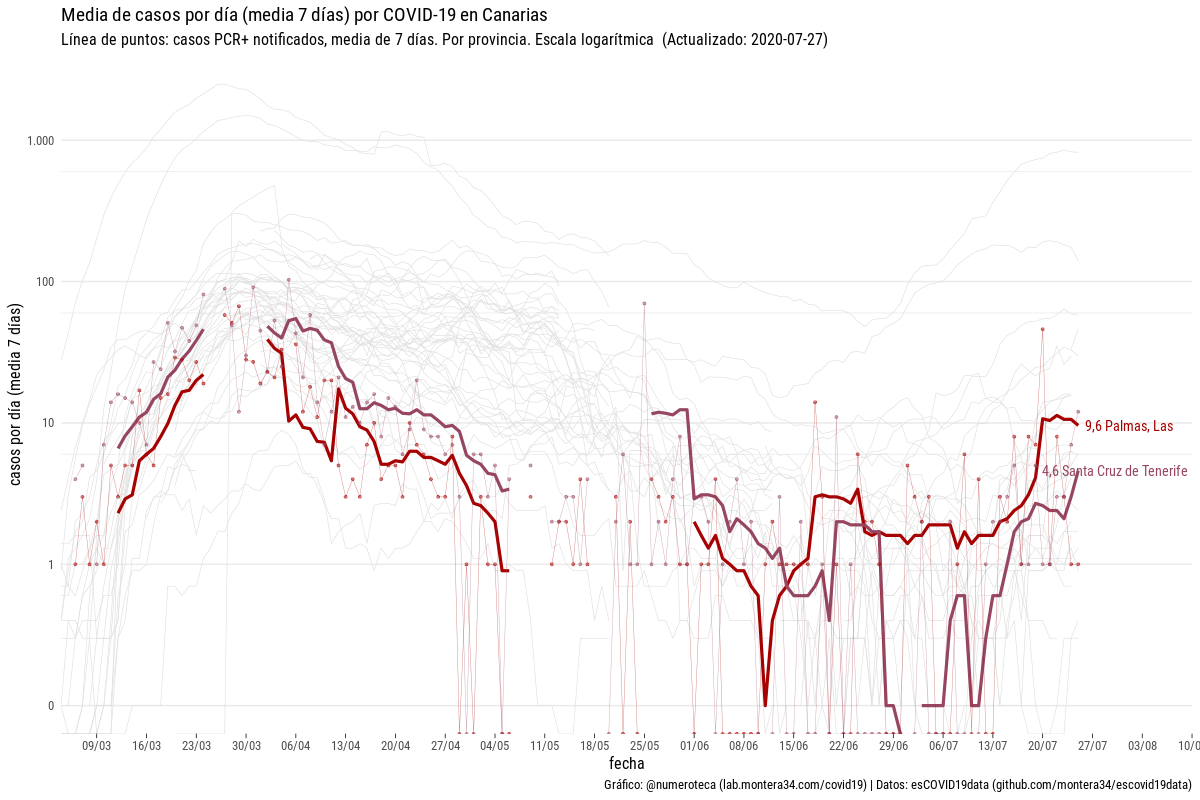 Media de casos por día (media 7 días) por COVID-19 en Canarias
Línea de puntos: casos PCR+ notificados, media de 7 días. Por provincia. Escala logarítmica (Actualizado: 2020-07-27)
casos por día (media 7 días)
1.000
100
10
1
0
9,6 Palmas, Las
4,6 Santa Cruz de Tenerife
09/03 16/03 23/03 30/03 06/04 13/04 20/04 27/04 04/05 11/05 18/05 25/05 01/06 08/06 15/06 22/06 29/06 06/07 13/07 20/07 27/07 03/08 10/0
fecha
Gráfico: @numeroteca (lab.montera34.com/covid19) | Datos: esCOVID19data (github.com/montera34/escovid19data)